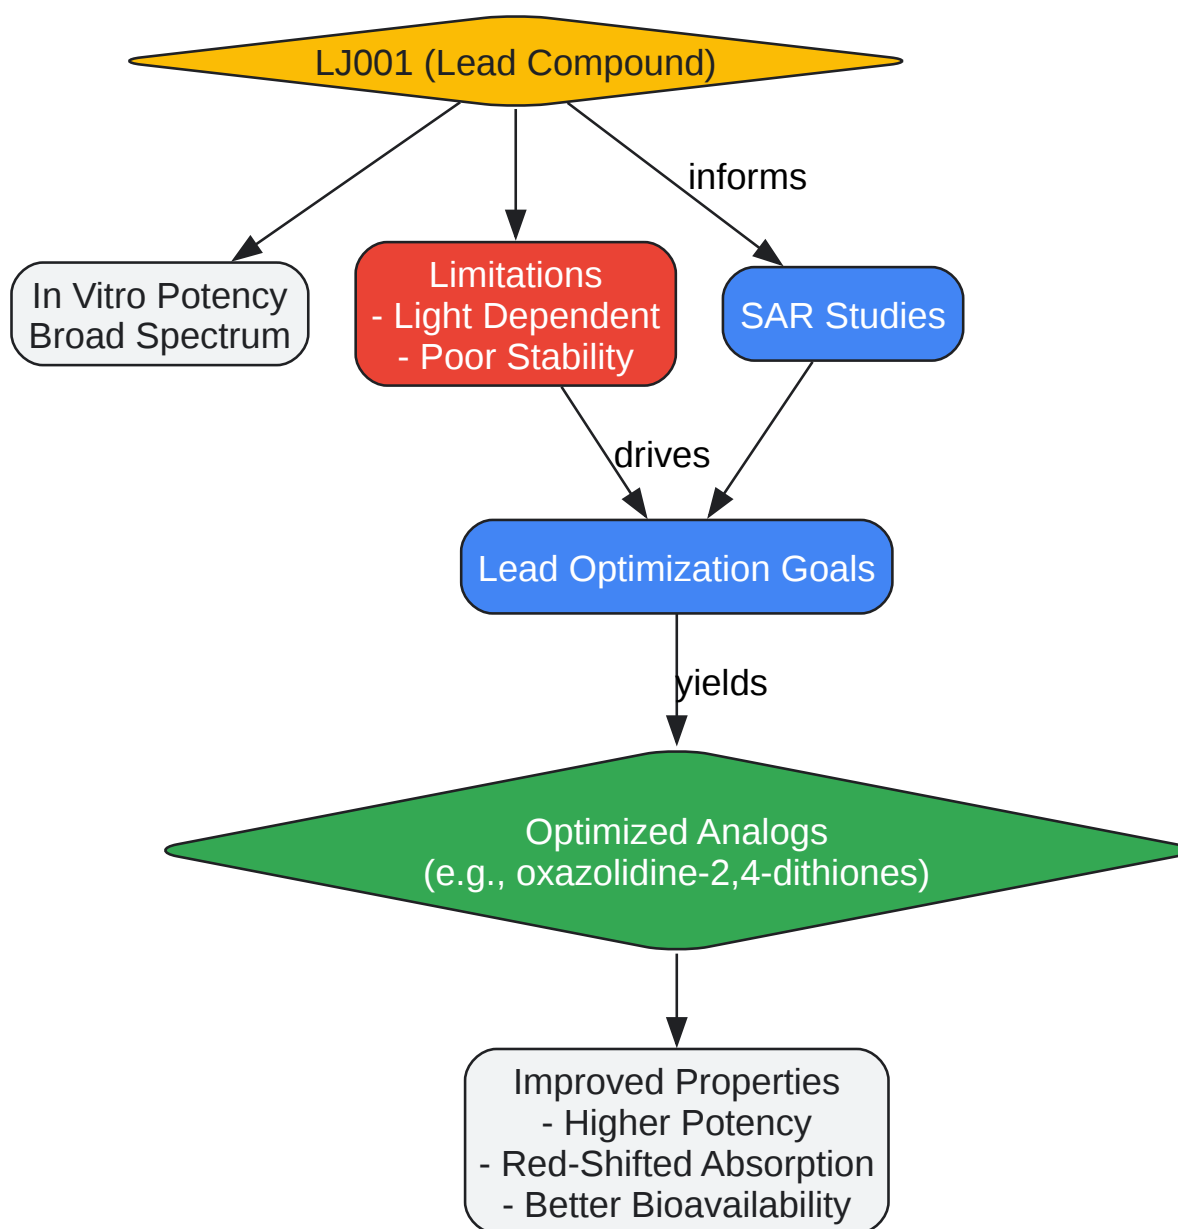 LJ001 (Lead Compound)
informs
In Vitro Potency
Broad Spectrum
Limitations
- Light Dependent
- Poor Stability
SAR Studies
drives
Lead Optimization Goals
yields
Optimized Analogs
(e.g., oxazolidine-2,4-dithiones)
Improved Properties
- Higher Potency
- Red-Shifted Absorption
- Better Bioavailability